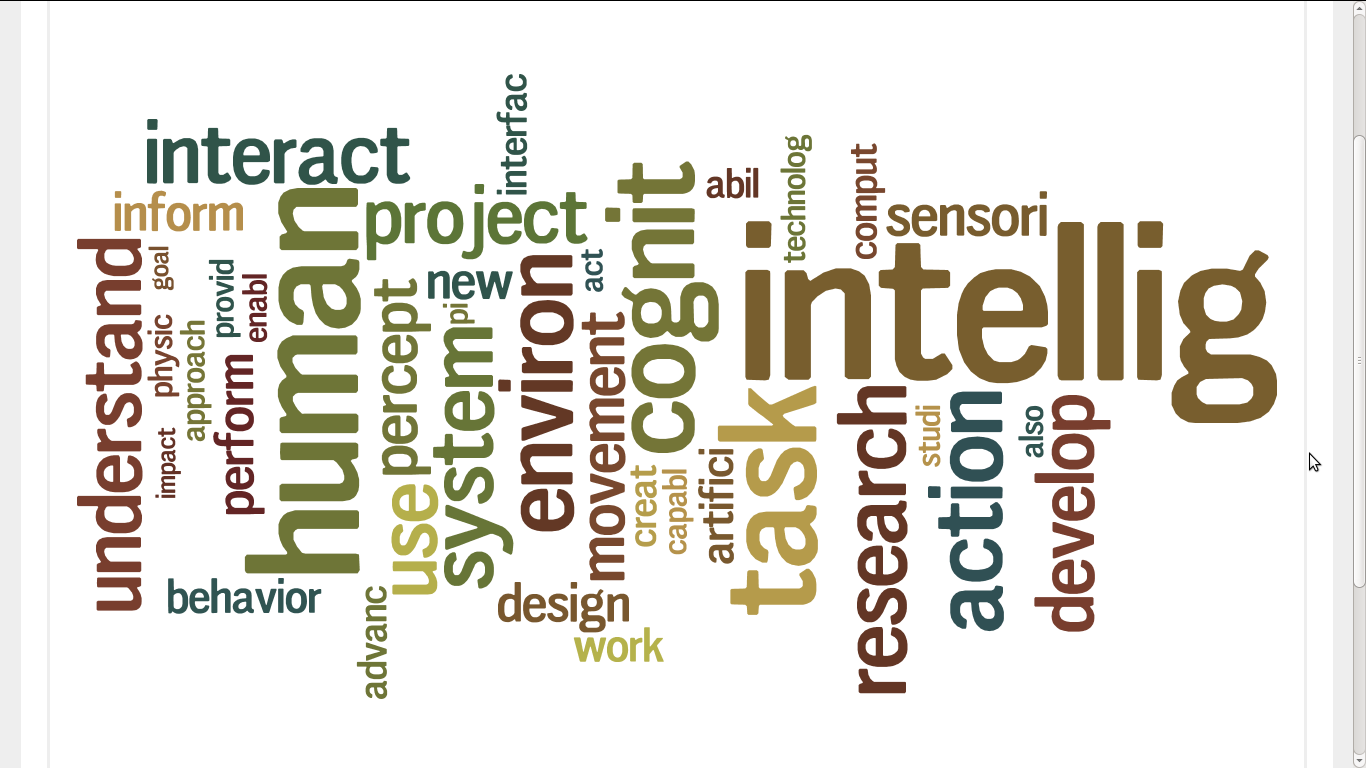 interfac
interact
technolog
comput
abil
cognit
inform
project
sensori
human
intellig
understand
goal
provid
enabl
new
act
environ
percept
pi
system
physic
approach
movement
perform
impact
use
task
research
action
studi
also
develop
creat
capabl
artifici
behavior
design
advanc
work